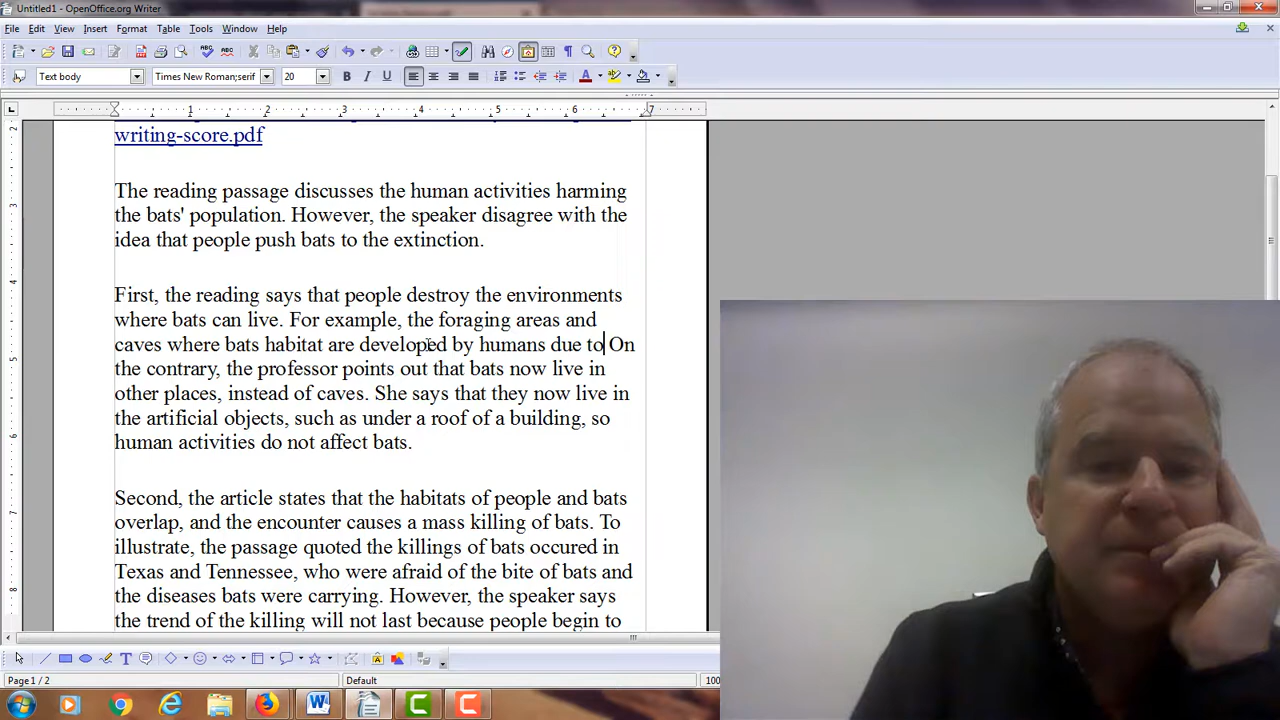 Untitled1 - OpenOffice.org Writer
File Edit View Insert Format Table Tools Window Help
Text body Times New Roman;serif 20 B I U
1 2 3 4 5 6 7
writing-score.pdf
The reading passage discusses the human activities harming
the bats' population. However, the speaker disagree with the
idea that people push bats to the extinction.
First, the reading says that people destroy the environments
where bats can live. For example, the foraging areas and
caves where bats habitat are developed by humans due to On
the contrary, the professor points out that bats now live in
other places, instead of caves. She says that they now live in
the artificial objects, such as under a roof of a building, so
human activities do not affect bats.
Second, the article states that the habitats of people and bats
overlap, and the encounter causes a mass killing of bats. To
illustrate, the passage quoted the killings of bats occured in
Texas and Tennessee, who were afraid of the bite of bats and
the diseases bats were carrying. However, the speaker says
the trend of the killing will not last because people begin to
Page 1 / 2 Default 100